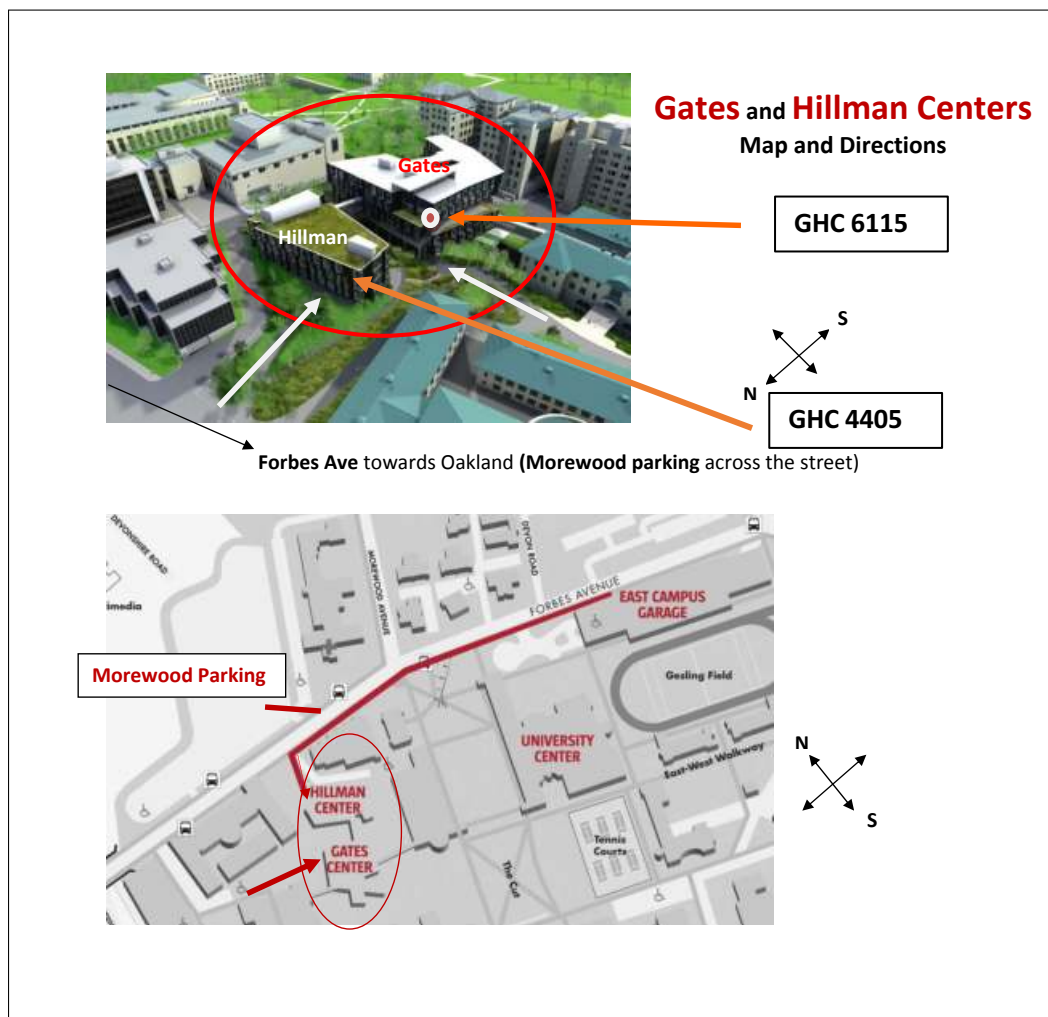 Gates and Hillman Centers
Map and Directions
Gates
Hillman
GHC 6115
S
N
GHC 4405
Forbes Ave towards Oakland (Morewood parking across the street)
DEVONSHIRE ROAD
imedia
MOREWOOD AVENUE
DEVON ROAD
FORBES AVENUE
EAST CAMPUS
GARAGE
Morewood Parking
Gesling Field
UNIVERSITY
CENTER
East-West Walkway
HILLMAN
CENTER
GATES
CENTER
Tennis
Courts
The Cut
N
S